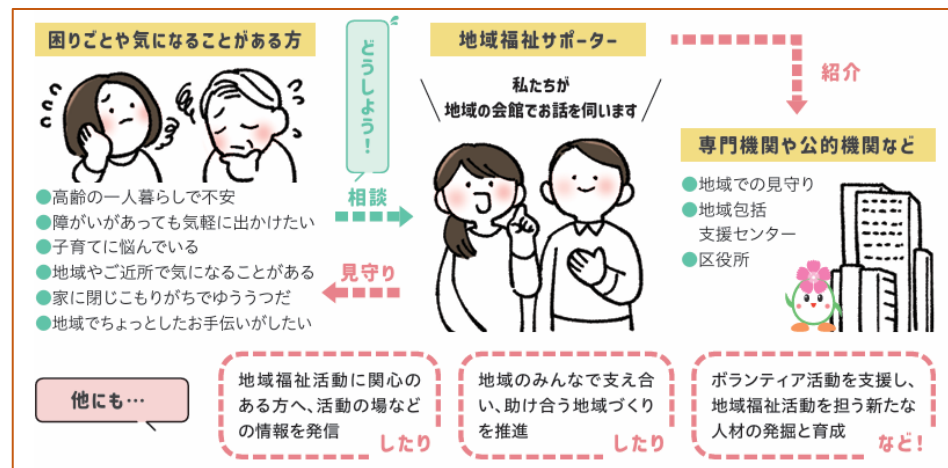 困りごとや気になることがある方
どうしよう！
地域福祉サポーター
私たちが
地域の会館でお話を伺います
紹介
専門機関や公的機関など
●高齢の一人暮らしで不安
●障がいがあっても気軽に出かけたい
●子育てに悩んでいる
●地域やご近所で気になることがある
●家に閉じこもりがちでゆううつだ
●地域でちょっとしたお手伝いがしたい
相談
見守り
●地域での見守り
●地域包括
支援センター
●区役所
他にも…
地域福祉活動に関心の
ある方へ、活動の場など
の情報を発信
したり
地域のみんなで支え合
い、助け合う地域づくり
を推進
したり
ボランティア活動を支援し、
地域福祉活動を担う新たな
人材の発掘と育成
など！